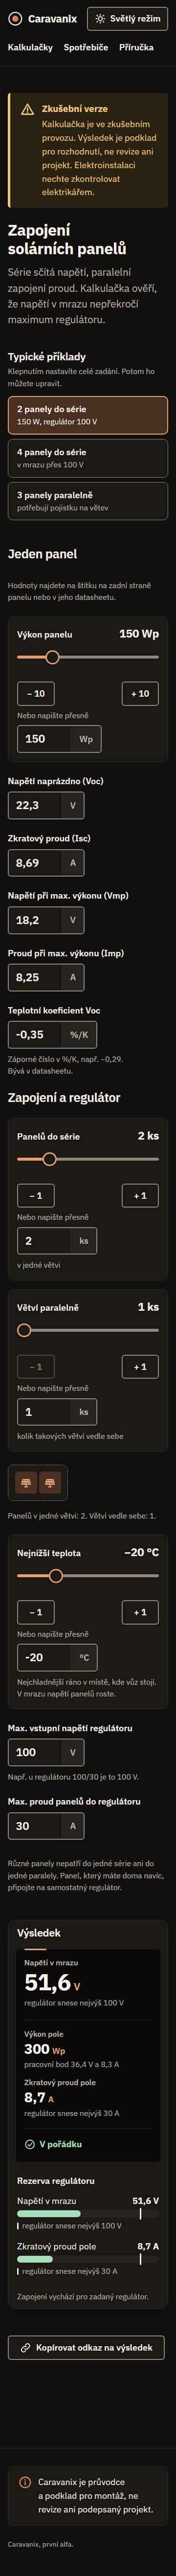 Caravanix
Světlý režim
Kalkulačky Spotřebiče Příručka
Zkušební verze
Kalkulačka je ve zkušebním
provozu. Výsledek je podklad
pro rozhodnutí, ne revize ani
projekt. Elektroinstalaci
nechte zkontrolovat
elektrikářem.
Zapojení
solárních panelů
Série sčítá napětí, paralelní
zapojení proud. Kalkulačka ověří,
že napětí v mrazu nepřekročí
maximum regulátoru.
Typické příklady
Klepnutím nastavíte celé zadání. Potom ho
můžete upravit.
2 panely do série
150 W, regulátor 100 V
4 panely do série
v mrazu přes 100 V
3 panely paralelně
potřebují pojistku na větev
Jeden panel
Hodnoty najdete na štítku na zadní straně
panelu nebo v jeho datasheetu.
Výkon panelu 150 Wp
− 10 + 10
Nebo napište přesně
150 Wp
Napětí naprázdno (Voc)
22,3 V
Zkratový proud (Isc)
8,69 A
Napětí při max. výkonu (Vmp)
18,2 V
Proud při max. výkonu (Imp)
8,25 A
Teplotní koeficient Voc
-0,35 %/K
Záporné číslo v %/K, např. −0,29.
Bývá v datasheetu.
Zapojení a regulátor
Panelů do série 2 ks
− 1 + 1
Nebo napište přesně
2 ks
v jedné větvi
Větví paralelně 1 ks
− 1 + 1
Nebo napište přesně
1 ks
kolik takových větví vedle sebe
Panelů v jedné větvi: 2. Větví vedle sebe: 1.
Nejnižší teplota −20 °C
− 1 + 1
Nebo napište přesně
-20 °C
Nejchladnější ráno v místě, kde vůz stojí.
V mrazu napětí panelů roste.
Max. vstupní napětí regulátoru
100 V
Např. u regulátoru 100/30 je to 100 V.
Max. proud panelů do regulátoru
30 A
Různé panely nepatří do jedné série ani do
jedné paralely. Panel, který máte doma navíc,
připojte na samostatný regulátor.
Výsledek
Napětí v mrazu
51,6 V
regulátor snese nejvýš 100 V
Výkon pole
300 Wp
pracovní bod 36,4 V a 8,3 A
Zkratový proud pole
8,7 A
regulátor snese nejvýš 30 A
V pořádku
Rezerva regulátoru
Napětí v mrazu 51,6 V
regulátor snese nejvýš 100 V
Zkratový proud pole 8,7 A
regulátor snese nejvýš 30 A
Zapojení vychází pro zadaný regulátor.
Kopírovat odkaz na výsledek
Caravanix je průvodce
a podklad pro montáž, ne
revize ani podepsaný projekt.
Caravanix, první alfa.